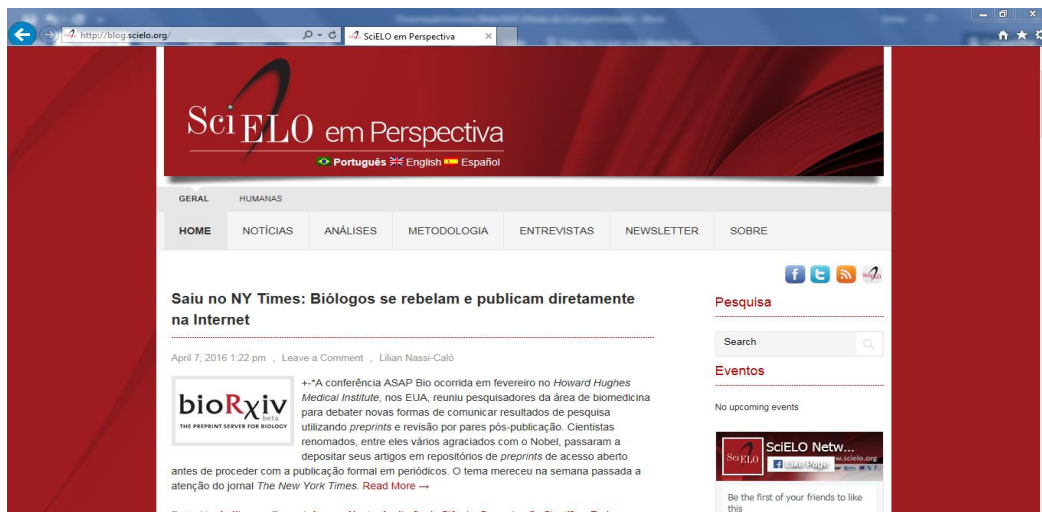 http://blog.scielo.org/
SciELO em Perspectiva
SciELO em Perspectiva
Português English Español
GERAL HUMANAS
HOME NOTÍCIAS ANÁLISES METODOLOGIA ENTREVISTAS NEWSLETTER SOBRE
Saiu no NY Times: Biólogos se rebelam e publicam diretamente
na Internet
April 7, 2016 1:22 pm , Leave a Comment , Lilian Nassi-Calò
bioRχiv
beta
THE PREPRINT SERVER FOR BIOLOGY
+-*A conferência ASAP Bio ocorrida em fevereiro no Howard Hughes
Medical Institute, nos EUA, reuniu pesquisadores da área de biomedicina
para debater novas formas de comunicar resultados de pesquisa
utilizando preprints e revisão por pares pós-publicação. Cientistas
renomados, entre eles vários agraciados com o Nobel, passaram a
depositar seus artigos em repositórios de preprints de acesso aberto
antes de proceder com a publicação formal em periódicos. O tema mereceu na semana passada a
atenção do jornal The New York Times. Read More →
Pesquisa
Search
Eventos
No upcoming events
SciELO
SciELO Netw...
Like Page
w.scielo.org
Be the first of your friends to like
this